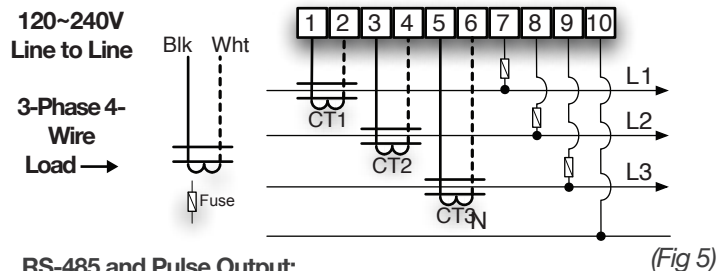 120~240V
Line to Line
Blk Wht
1 2 3 4 5 6 7 8 9 10
3-Phase 4-
Wire
Load
Fuse
CT1
CT2
CT3
N
L1
L2
L3
(Fig 5)
RS-485 and Pulse Output: